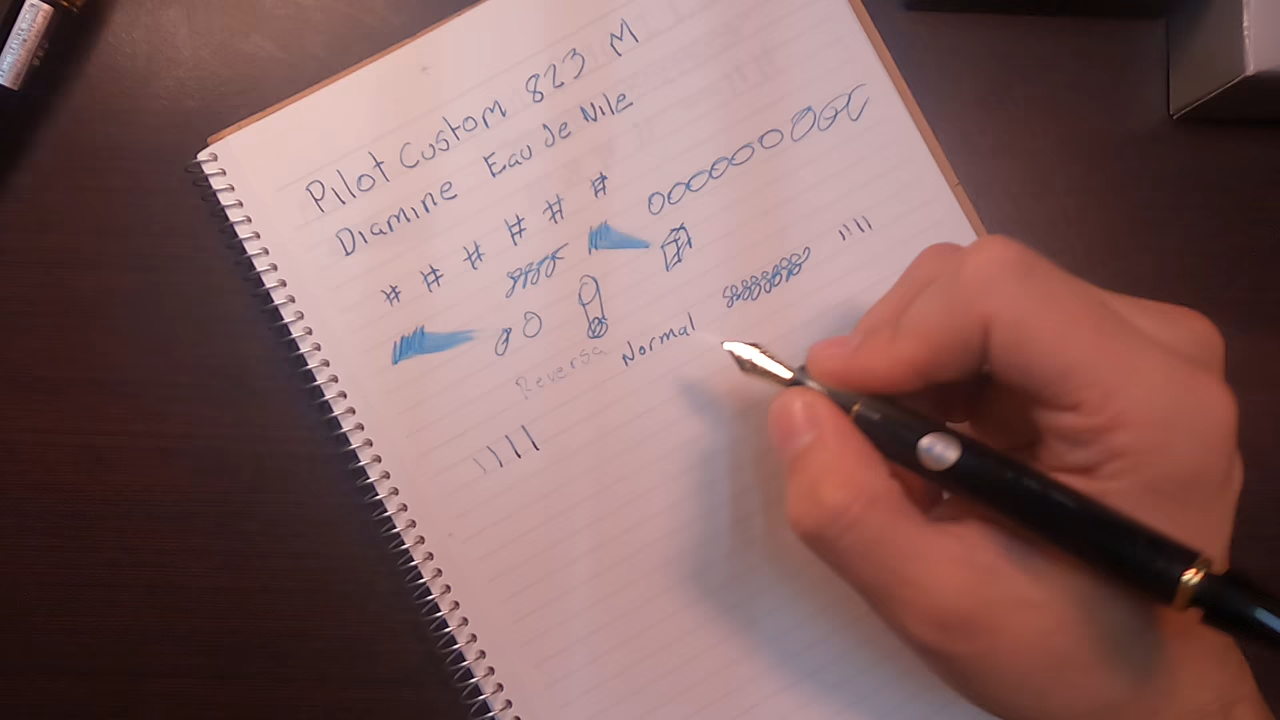 Pilot Custom 823 M
Diamine Eau de Nile
# # # # # #
Reverse Normal